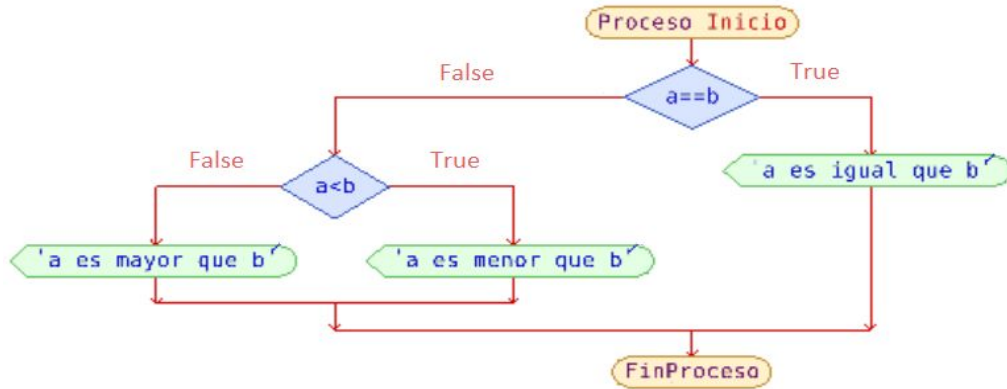 Proceso Inicio
False
True
a==b
False
True
a<b
'a es igual que b'
'a es mayor que b'
'a es menor que b'
FinProceso